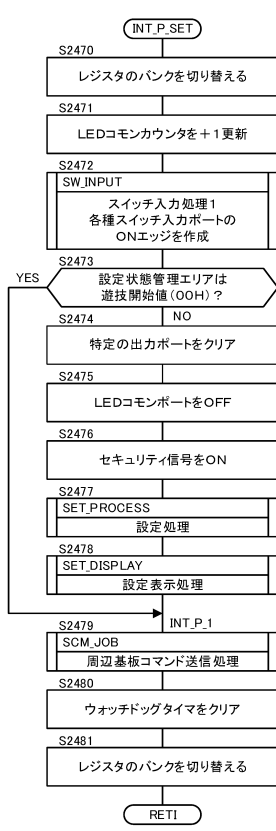 INT_P_SET
S2470
レジスタのバンクを切り替える
S2471
LEDコモンカウンタを＋1更新
S2472
SW_INPUT
スイッチ入力処理1
各種スイッチ入力ポートの
ONエッジを作成
S2473
設定状態管理エリアは
遊技開始値(00H)？
YES
NO
S2474
特定の出力ポートをクリア
S2475
LEDコモンポートをOFF
S2476
セキュリティ信号をON
S2477
SET_PROCESS
設定処理
S2478
SET_DISPLAY
設定表示処理
INT_P_1
S2479
SCM_JOB
周辺基板コマンド送信処理
S2480
ウォッチドッグタイマをクリア
S2481
レジスタのバンクを切り替える
RETI